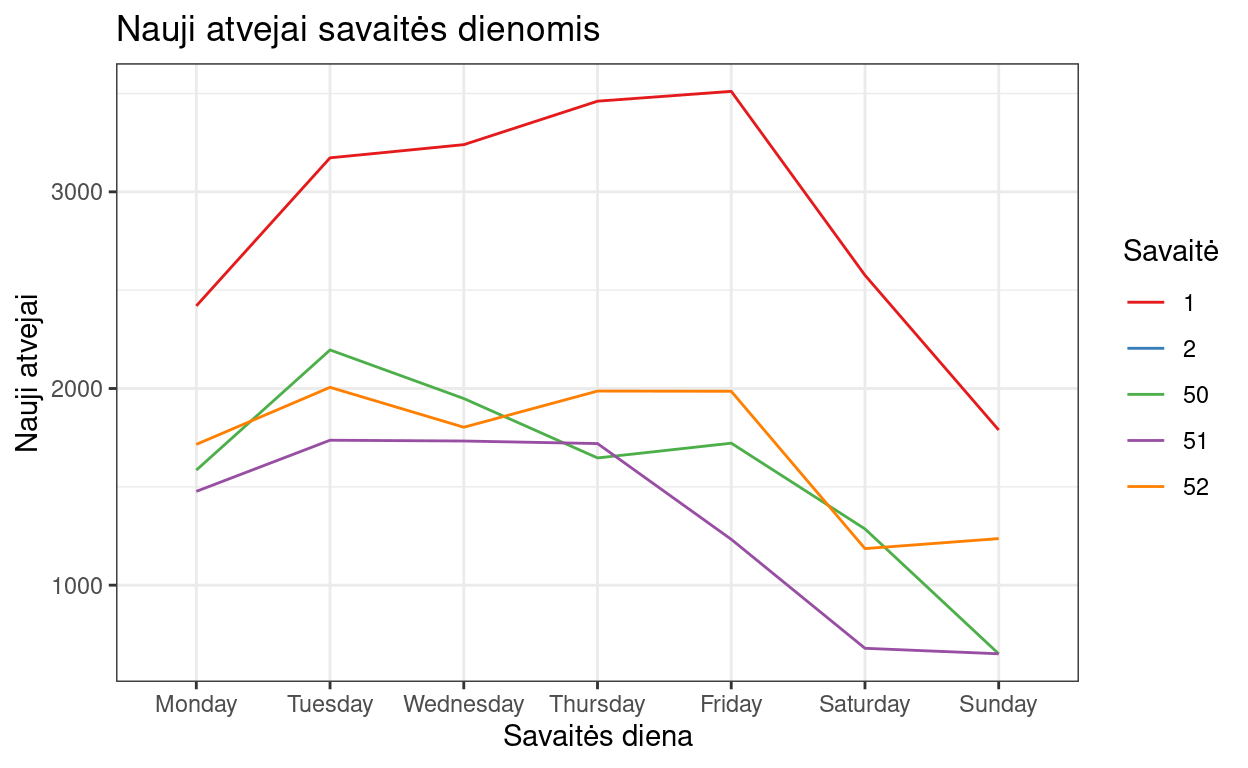 Nauji atvejai savaitės dienomis
Nauji atvejai
3000
2000
1000
Monday Tuesday Wednesday Thursday Friday Saturday Sunday
Savaitės diena
Savaitė
1
2
50
51
52